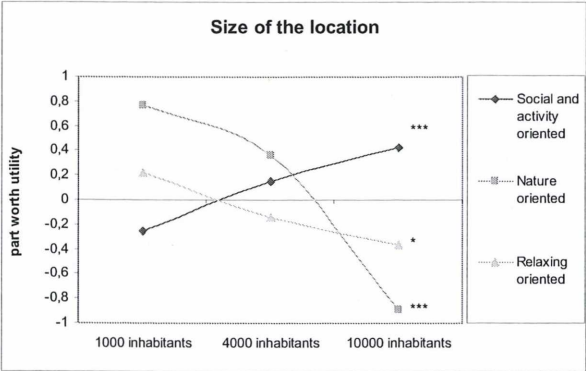 Size of the location
1
0,8
0,6
0,4
0,2
0
-0,2
-0,4
-0,6
-0,8
-1
part worth utility
1000 inhabitants
4000 inhabitants
10000 inhabitants
***
*
***
Social and
activity
oriented
Nature
oriented
Relaxing
oriented